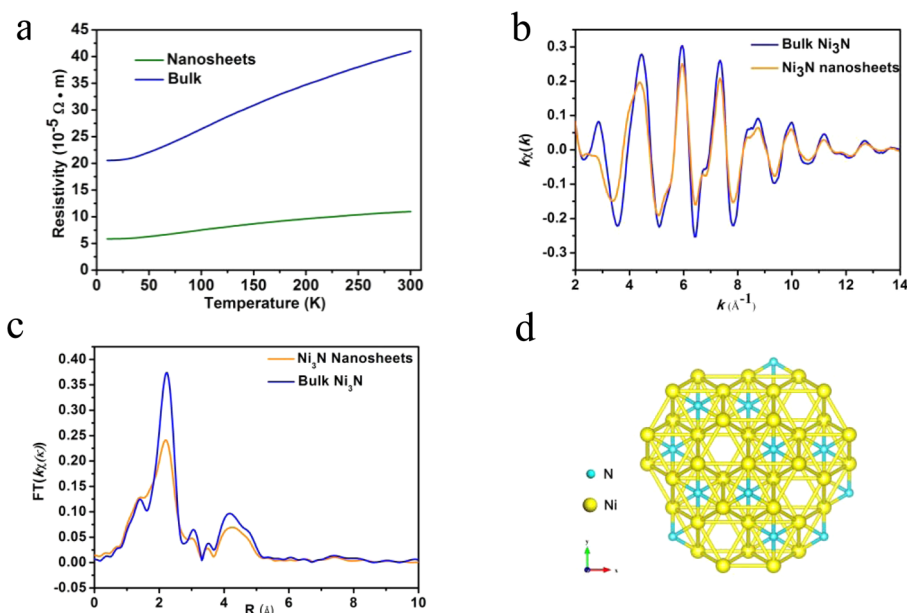 a
Nanosheets
Bulk
Resistivity (10⁻⁵ Ω • m)
45
40
35
30
25
20
15
10
5
0
0 50 100 150 200 250 300
Temperature (K)
b
Bulk Ni₃N
Ni₃N nanosheets
kχ(k)
0.3
0.2
0.0
-0.1
-0.3
2 4 6 8 10 12 14
k (Å⁻¹)
c
Ni₃N Nanosheets
Bulk Ni₃N
FT(kχ(κ))
0.40
0.35
0.30
0.25
0.20
0.15
0.10
0.05
0.00
-0.05
0 2 4 6 8 10
R (Å)
d
N
Ni
y
x